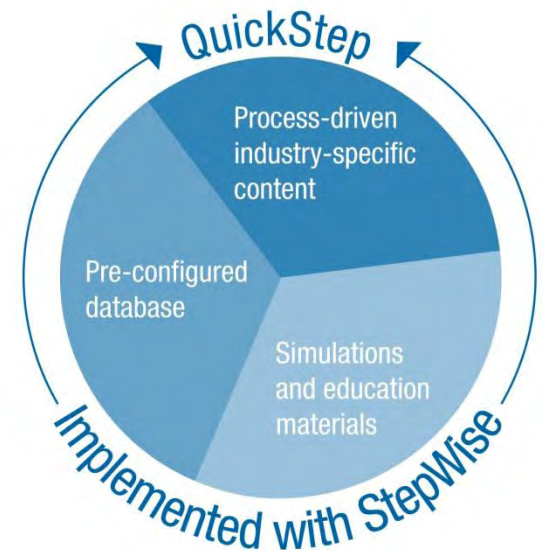 QuickStep
Process-driven
industry-specific
content
Pre-configured
database
Simulations
and education
materials
Implemented with StepWise